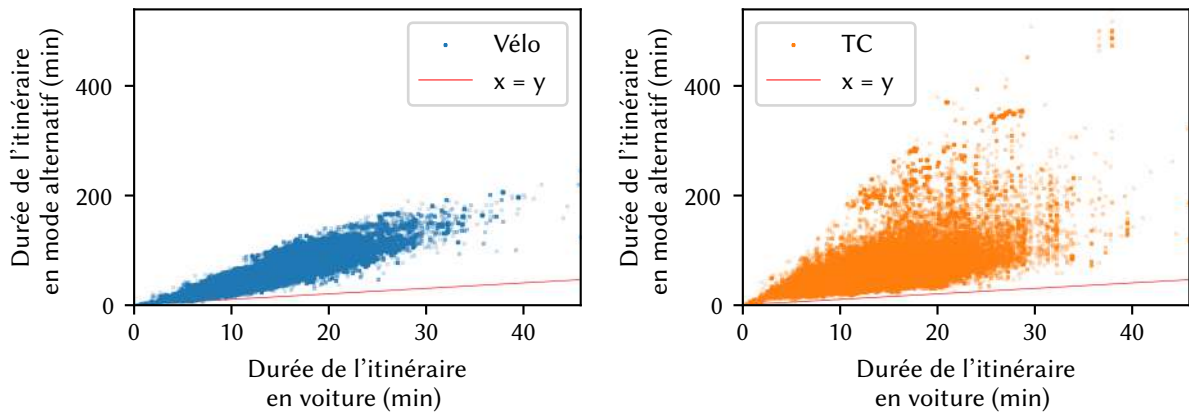 Durée de l'itinéraire
en mode alternatif (min)
400
200
0
Vélo
x = y
0
10
20
30
40
Durée de l'itinéraire
en voiture (min)
Durée de l'itinéraire
en mode alternatif (min)
400
200
0
TC
x = y
0
10
20
30
40
Durée de l'itinéraire
en voiture (min)